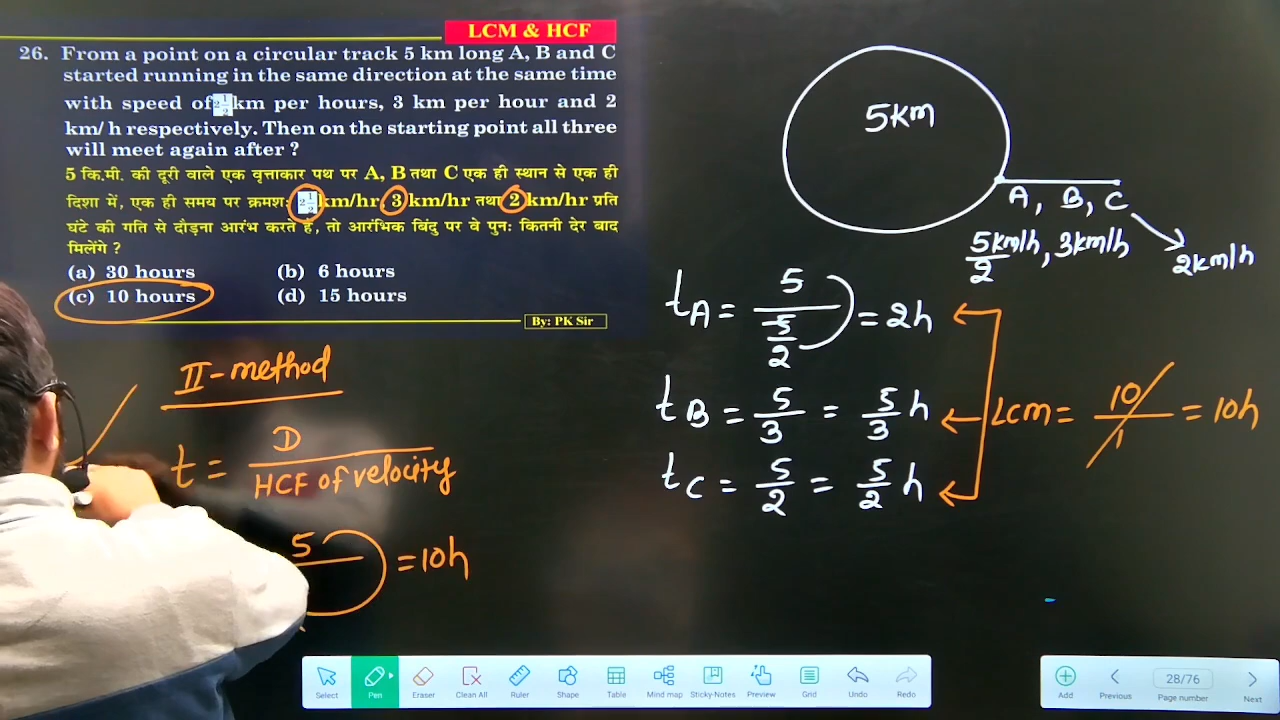 LCM & HCF
26. From a point on a circular track 5 km long A, B and C
started running in the same direction at the same time
with speed of 2 1/2 km per hours, 3 km per hour and 2
km/ h respectively. Then on the starting point all three
will meet again after ?
5 कि.मी. की दूरी वाले एक वृत्ताकार पथ पर A, B तथा C एक ही स्थान से एक ही
दिशा में, एक ही समय पर क्रमशः 2 1/2 km/hr, 3 km/hr तथा 2 km/hr प्रति
घंटे की गति से दौड़ना आरंभ करते हैं, तो आरंभिक बिंदु पर वे पुनः कितनी देर बाद
मिलेंगे ?
(a) 30 hours (b) 6 hours
(c) 10 hours (d) 15 hours
By: PK Sir
II-method
t = D / HCF of velocity
5
= 10h
5km
A, B, C
5/2 km/h, 3km/h
2km/h
tA = 5 / 5/2 = 2h
tB = 5/3 = 5/3 h
tC = 5/2 = 5/2 h
Lcm = 10/1 = 10h
Select Pen Eraser Clean All Ruler Shape Table Mind map Sticky-Notes Preview Grid Undo Redo
Add Previous 28/76 Page number Next